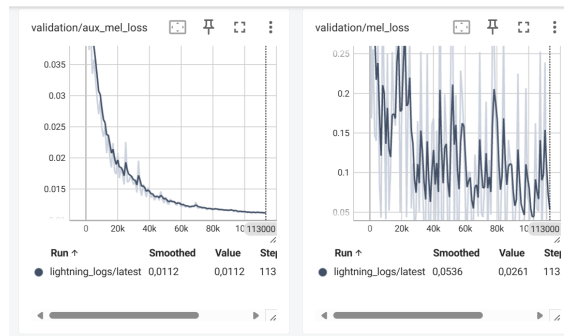 validation/aux_mel_loss
0.035
0.03
0.025
0.02
0.015
0
20k
40k
60k
80k
113000
Run ↑ Smoothed Value Step
lightning_logs/latest 0,0112 0,0112 113
validation/mel_loss
0.25
0.2
0.15
0.1
0.05
0
20k
40k
60k
80k
10
113000
Run ↑ Smoothed Value Step
lightning_logs/latest 0,0536 0,0261 113